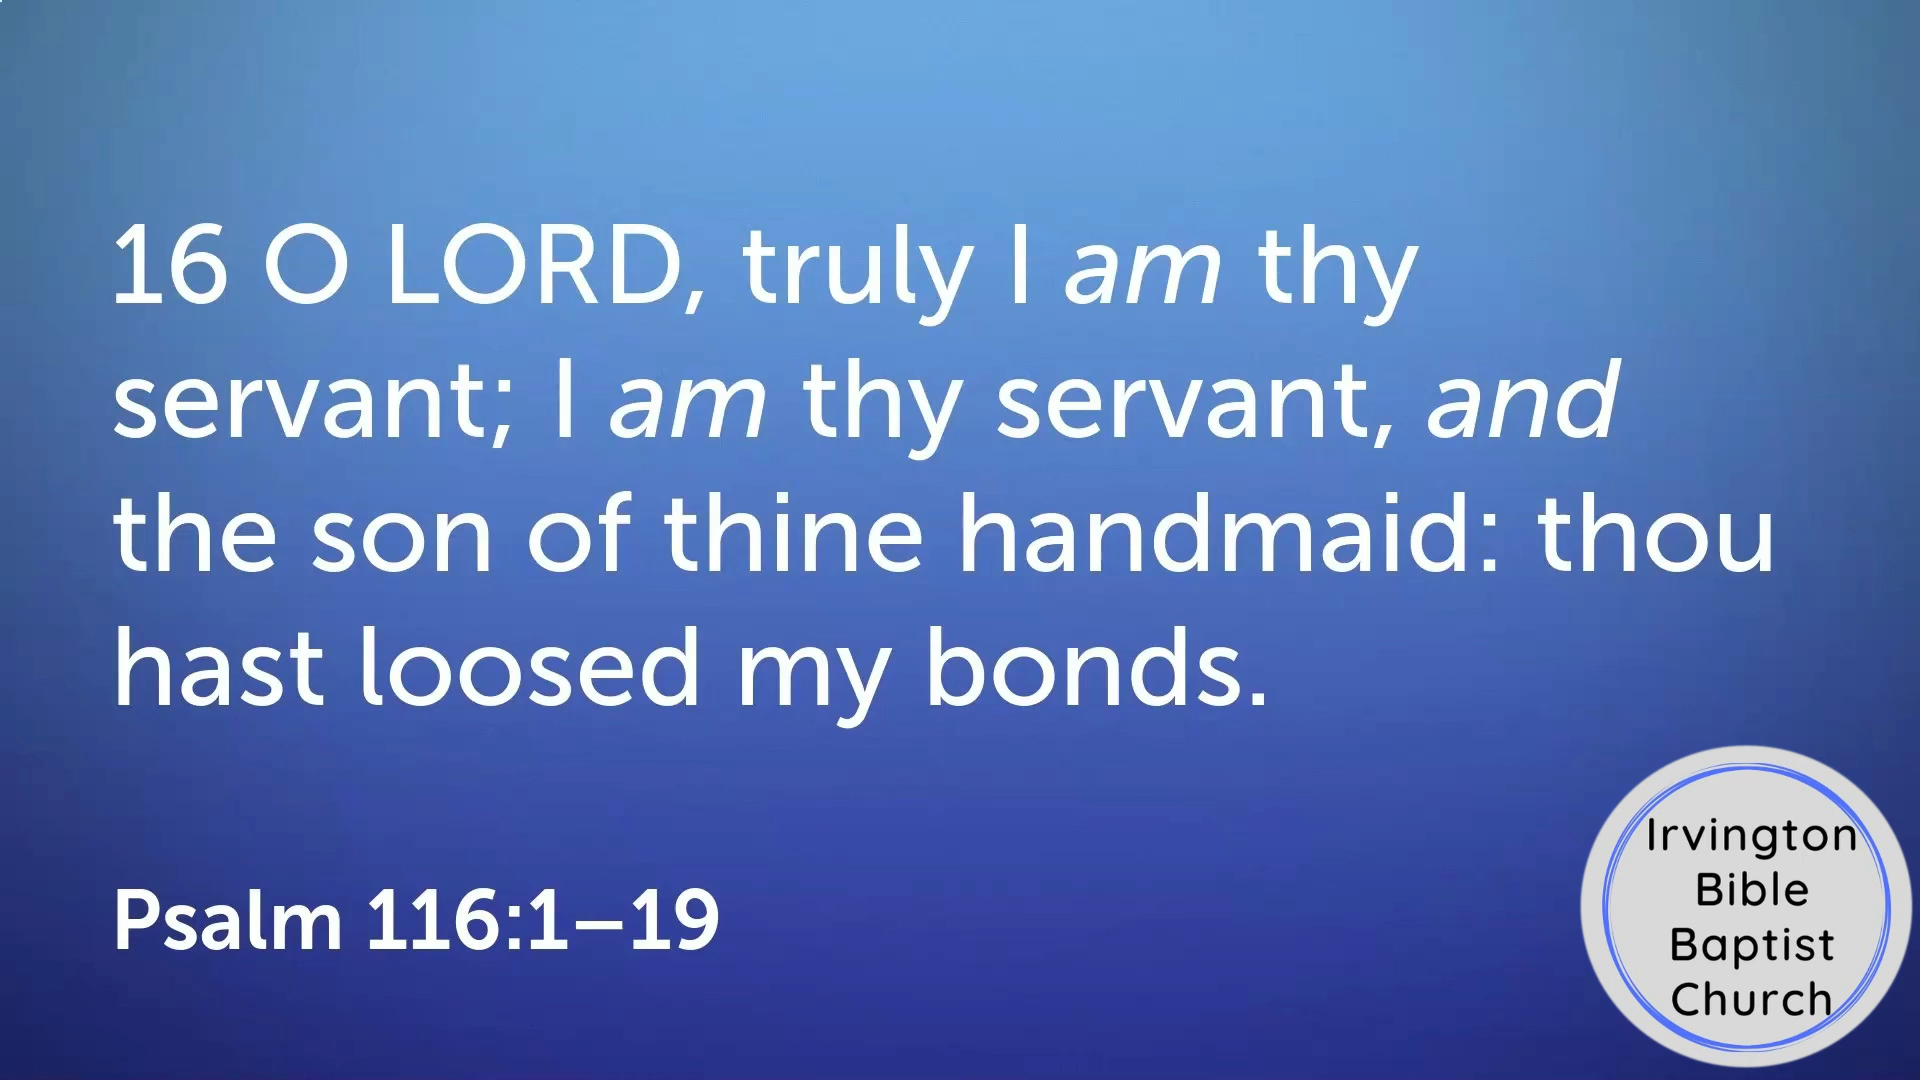 16 O LORD, truly I am thy
servant; I am thy servant, and
the son of thine handmaid: thou
hast loosed my bonds.
Psalm 116:1–19
Irvington
Bible
Baptist
Church